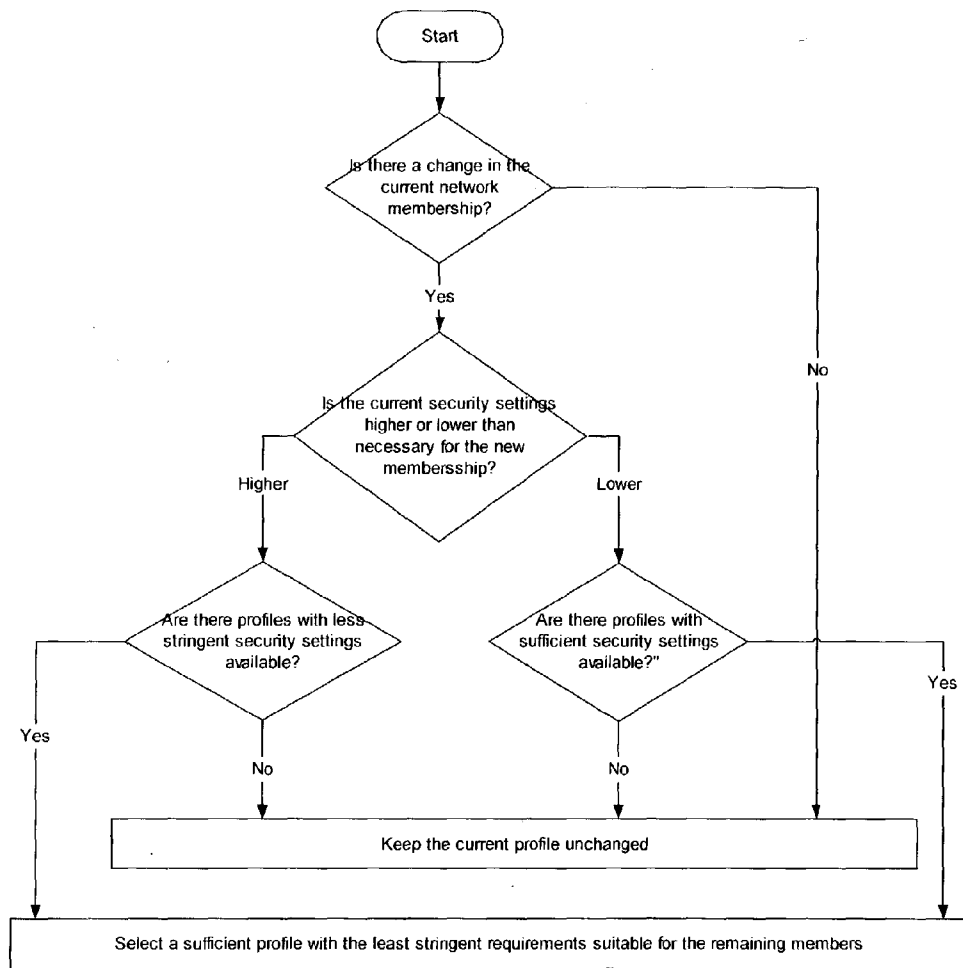 Start
Is there a change in the
current network
membership?
Yes
No
Is the current security settings
higher or lower than
necessary for the new
membersship?
Higher
Lower
Are there profiles with less
stringent security settings
available?
Are there profiles with
sufficient security settings
available?"
Yes
Yes
No
No
Keep the current profile unchanged
Select a sufficient profile with the least stringent requirements suitable for the remaining members